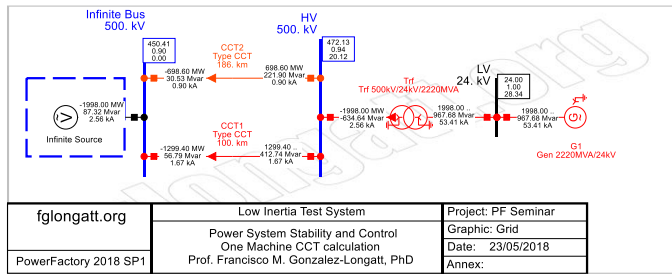 Infinite Bus
500. kV
450.41
0.90
0.00
CCT2
Type CCT
186. km
HV
500. kV
472.13
0.94
20.12
-698.60 MW
30.53 Mvar
0.90 kA
698.60 MW
221.90 Mvar
0.90 kA
LV
24. kV
24.00
1.00
28.34
Trf
Trf 500kV/24kV/2220MVA
-1998.00 MW
87.32 Mvar
2.56 kA
V
Infinite Source
-1998.00 MW
-634.64 Mvar
2.56 kA
1998.00 ..
967.68 Mvar
53.41 kA
1998.00 ..
967.68 Mvar
53.41 kA
G
G1
Gen 2220MVA/24kV
CCT1
Type CCT
100. km
-1299.40 MW
56.79 Mvar
1.67 kA
1299.40 ..
412.74 Mvar
1.67 kA
fglongatt.org
PowerFactory 2018 SP1
Low Inertia Test System
Power System Stability and Control
One Machine CCT calculation
Prof. Francisco M. Gonzalez-Longatt, PhD
Project: PF Seminar
Graphic: Grid
Date: 23/05/2018
Annex: